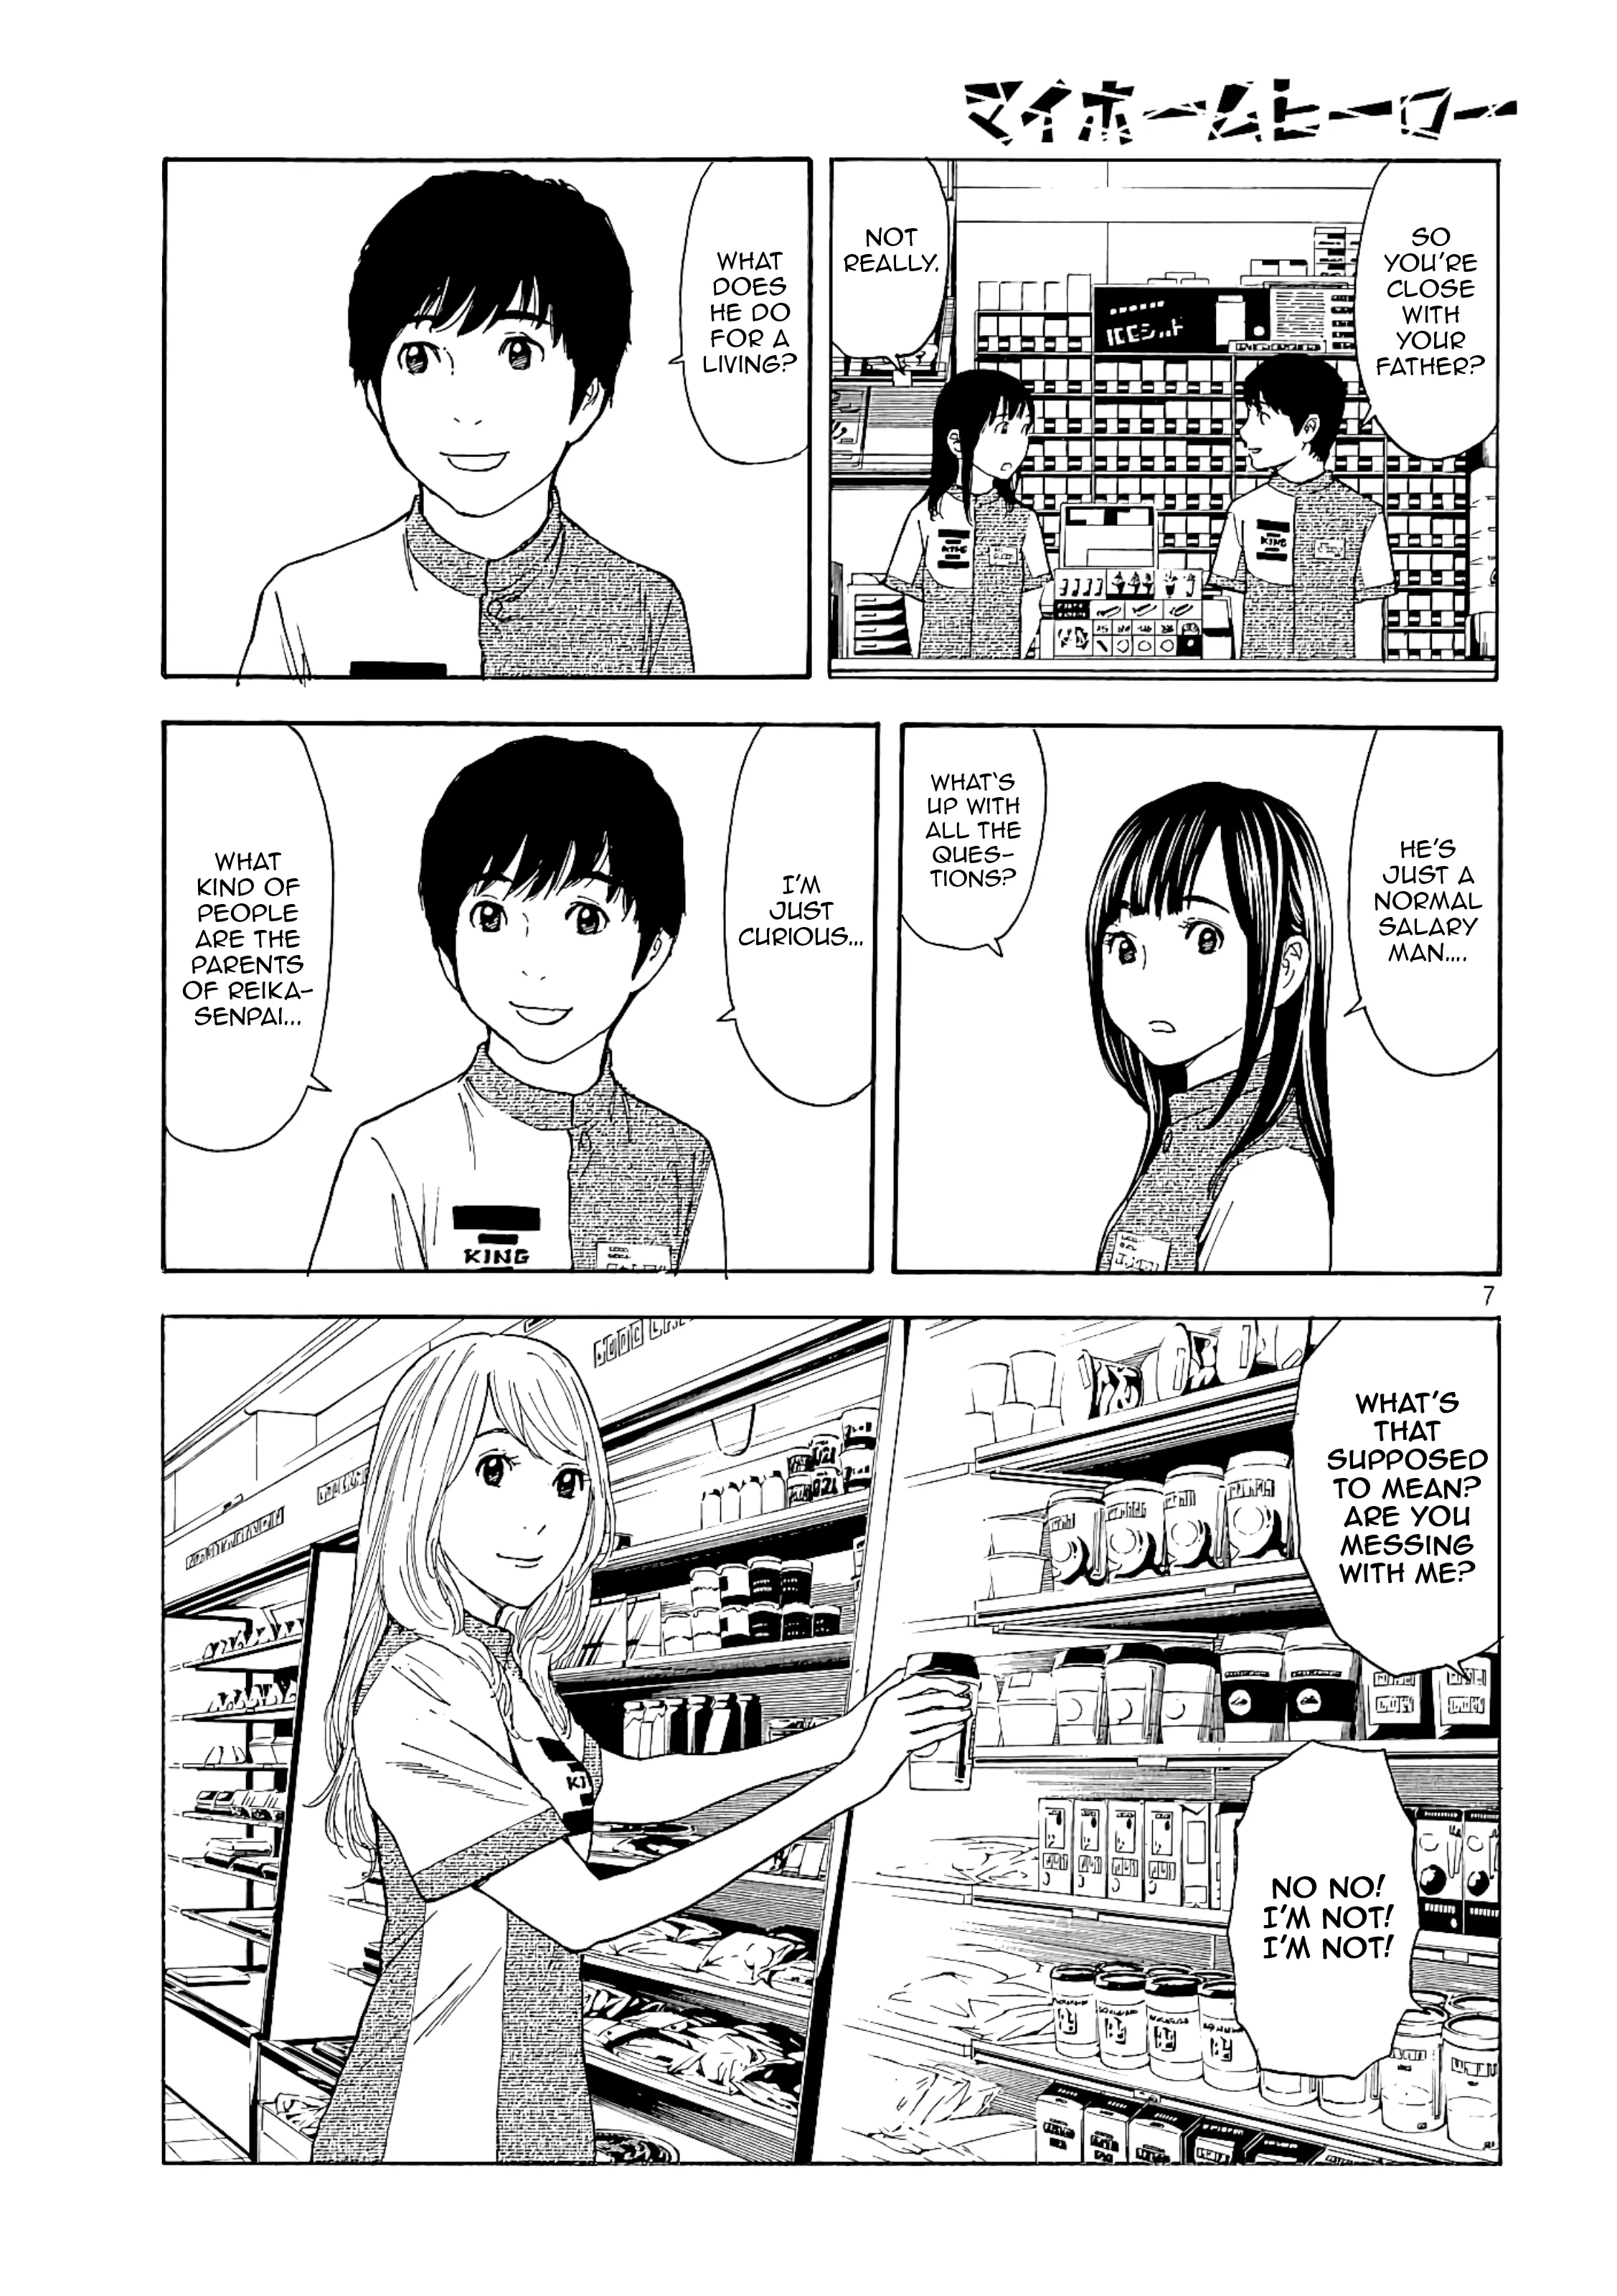 マイホームヒーロー
SO
YOU'RE
CLOSE
WITH
YOUR
FATHER?
NOT
REALLY.
ICE
KING
KING
WHAT
DOES
HE DO
FOR A
LIVING?
HE'S
JUST A
NORMAL
SALARY
MAN....
WHAT'S
UP WITH
ALL THE
QUES-
TIONS?
I'M
JUST
CURIOUS...
WHAT
KIND OF
PEOPLE
ARE THE
PARENTS
OF REIKA-
SENPAI...
KING
7
WHAT'S
THAT
SUPPOSED
TO MEAN?
ARE YOU
MESSING
WITH ME?
NO NO!
I'M NOT!
I'M NOT!